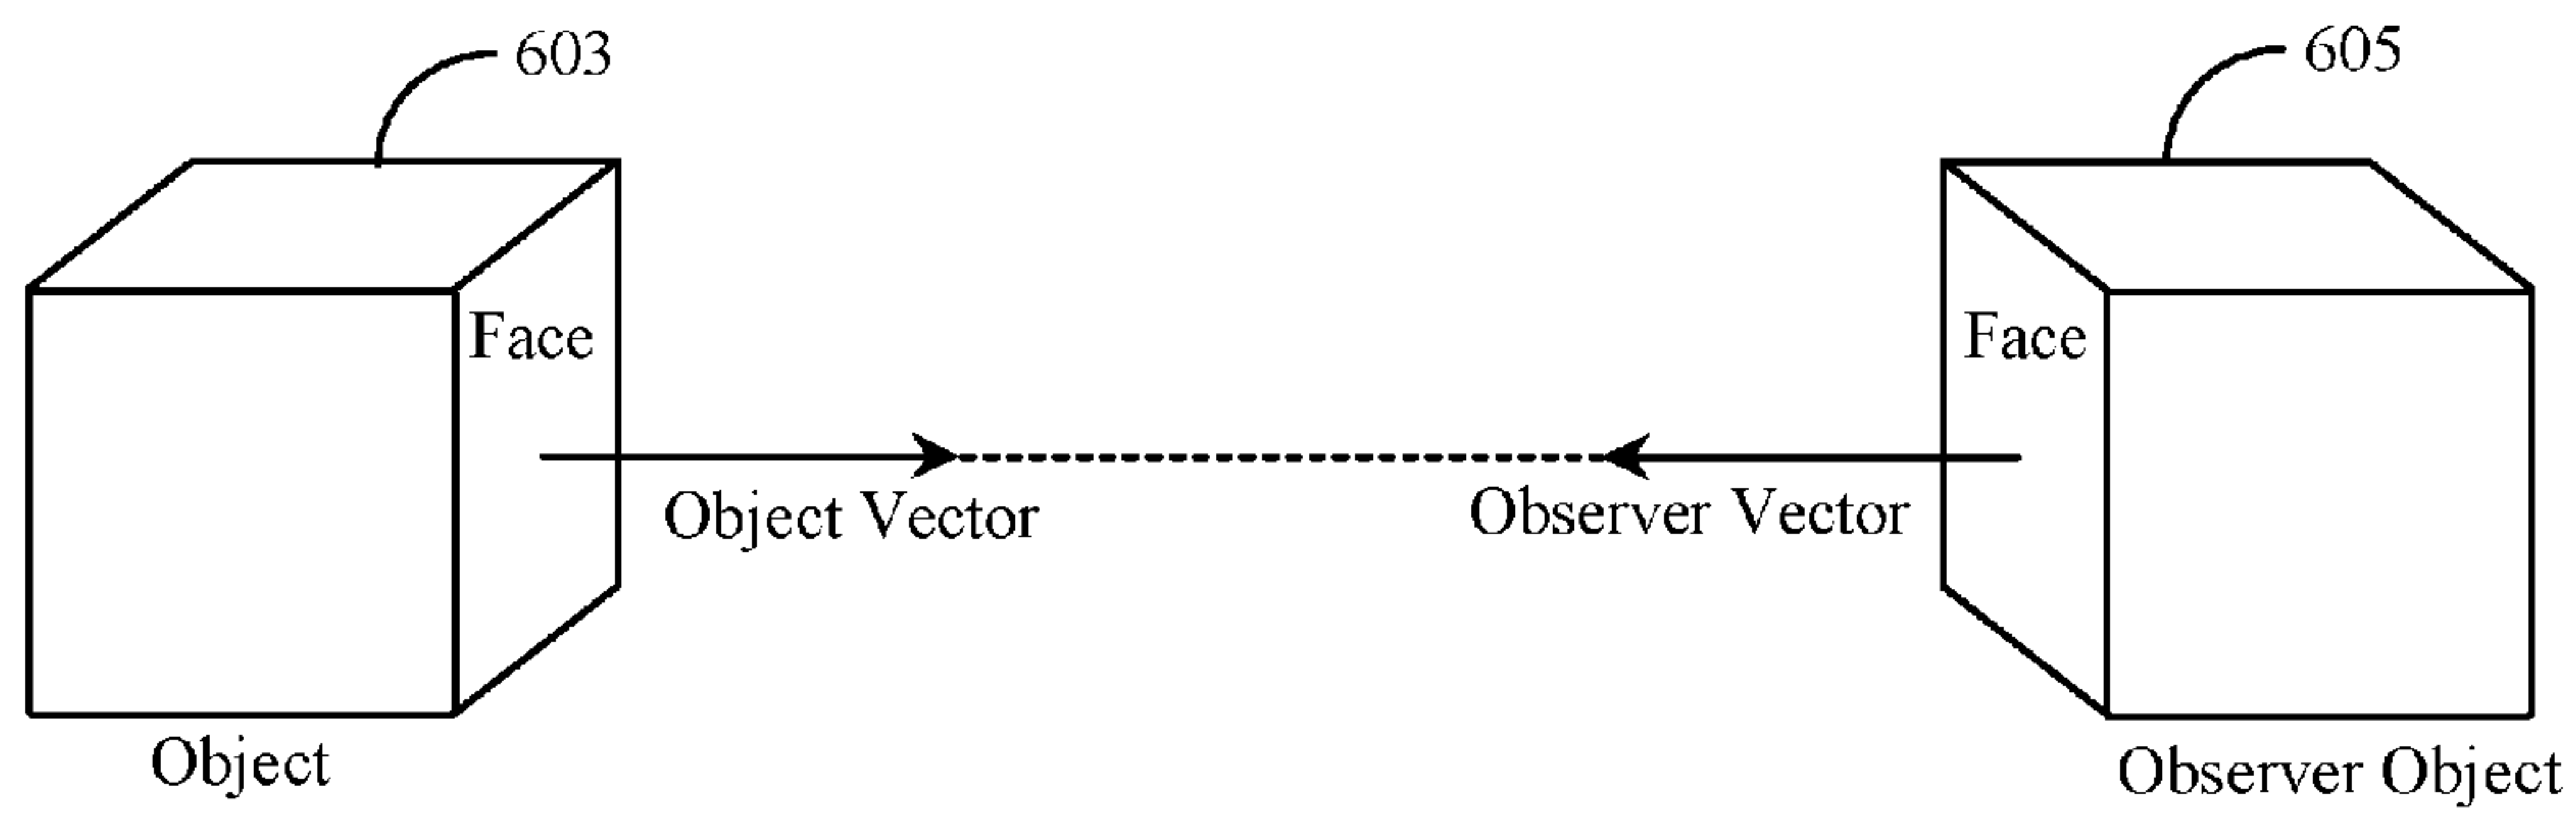 603
605
Face
Face
Object Vector
Observer Vector
Object
Observer Object